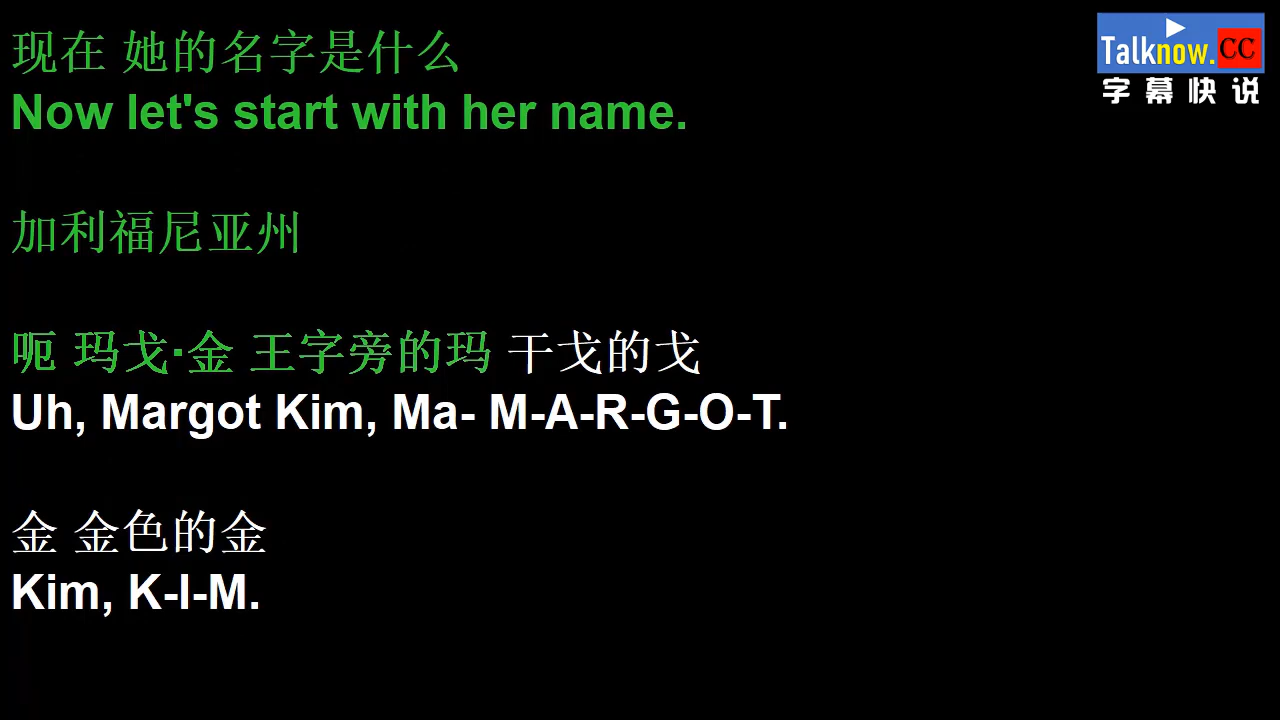 现在 她的名字是什么
Now let's start with her name.
加利福尼亚州
呃 玛戈·金 王字旁的玛 干戈的戈
Uh, Margot Kim, Ma- M-A-R-G-O-T.
金 金色的金
Kim, K-I-M.
Talknow.CC
字幕快说